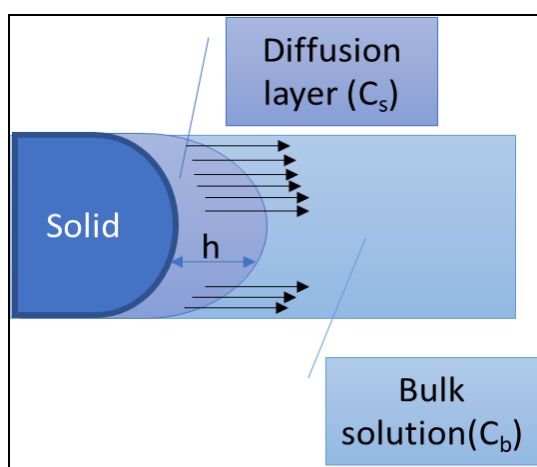 Diffusion
layer (Cs)
Solid
h
Bulk
solution(Cb)